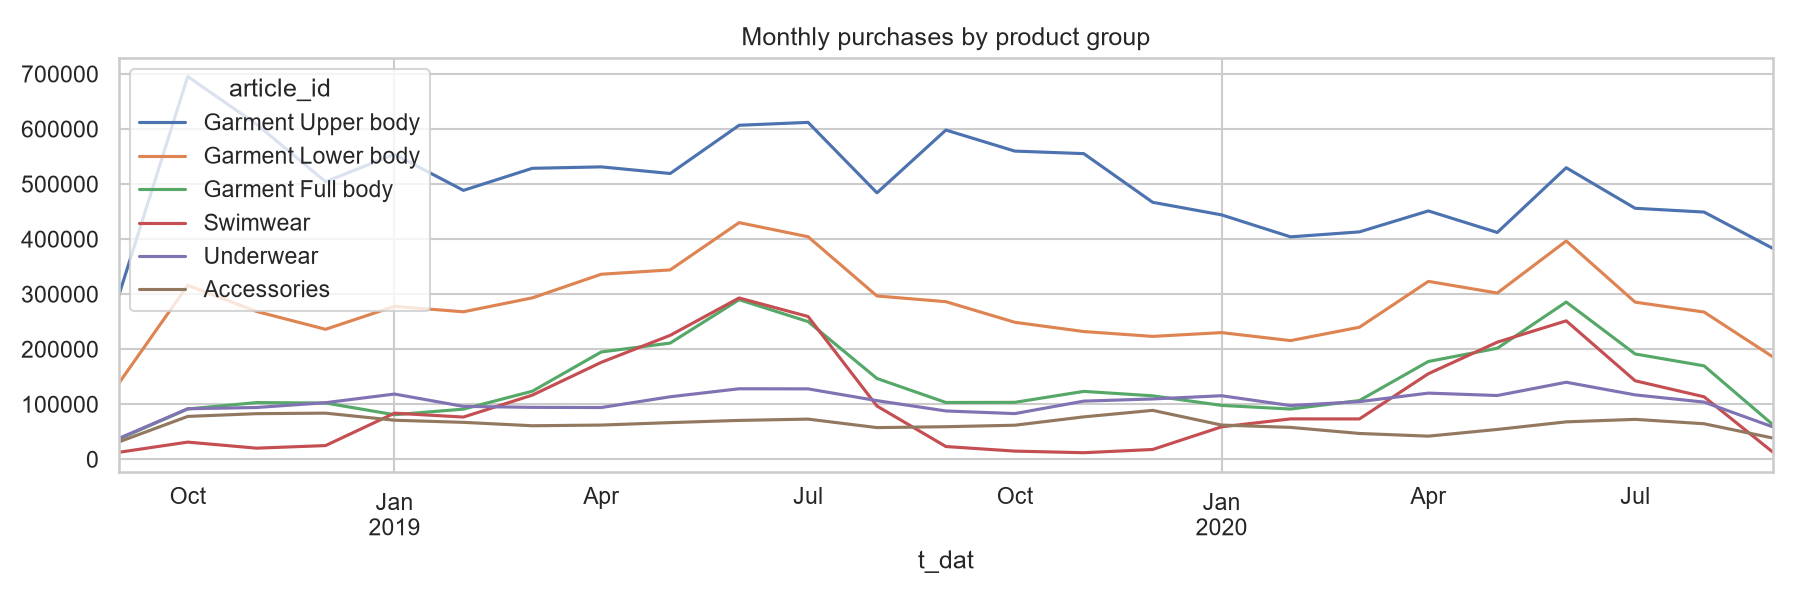 Monthly purchases by product group
700000
600000
500000
400000
300000
200000
100000
0
article_id
Garment Upper body
Garment Lower body
Garment Full body
Swimwear
Underwear
Accessories
Oct
Jan
2019
Apr
Jul
Oct
Jan
2020
Apr
Jul
t_dat